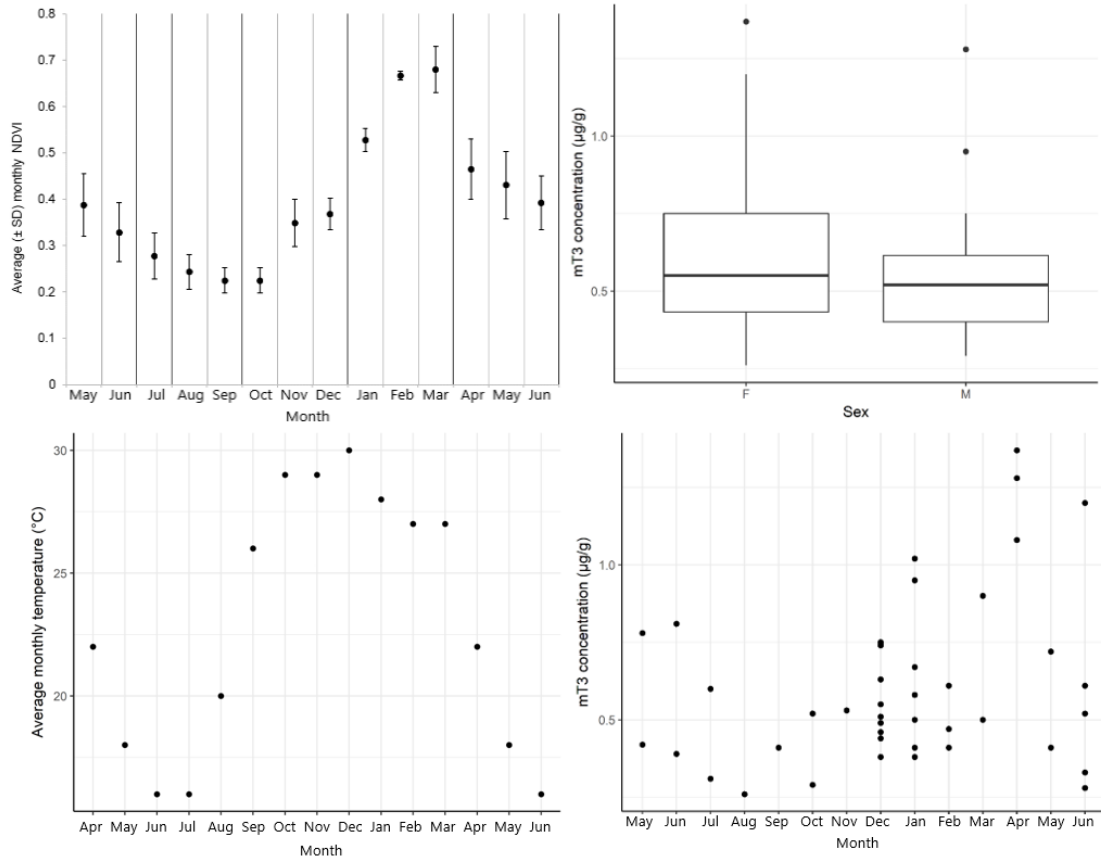 Average (± SD) monthly NDVI
0.8
0.7
0.6
0.5
0.4
0.3
0.2
0.1
0
May Jun Jul Aug Sep Oct Nov Dec Jan Feb Mar Apr May Jun
Month
mT3 concentration (µg/g)
1.0
0.5
F M
Sex
Average monthly temperature (°C)
30
25
20
Apr May Jun Jul Aug Sep Oct Nov Dec Jan Feb Mar Apr May Jun
Month
mT3 concentration (µg/g)
1.0
0.5
May Jun Jul Aug Sep Oct Nov Dec Jan Feb Mar Apr May Jun
Month